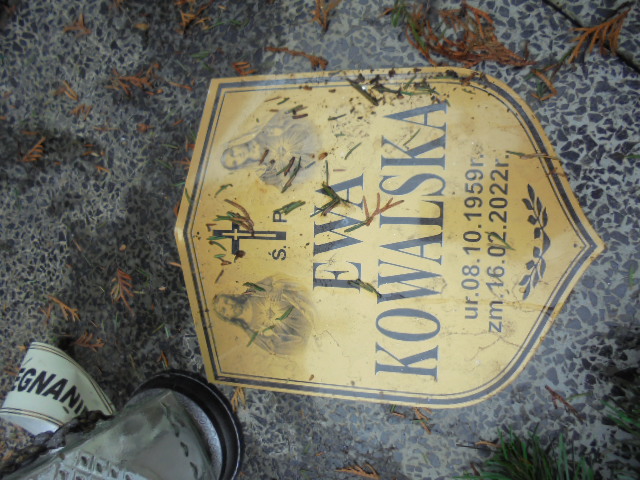 S. P.
EWA
KOWALSKA
ur.08.10.1959r.
zm.16.02.2022r.